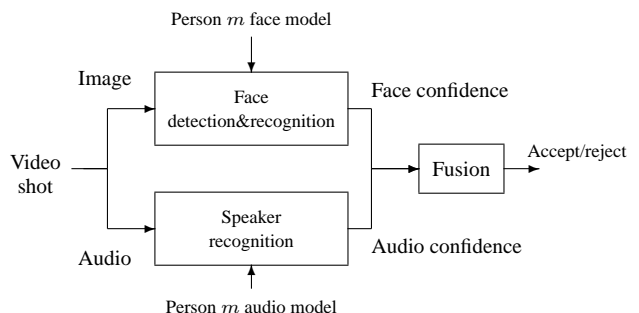 Person m face model
Image
Face
detection&recognition
Face confidence
Video
shot
Fusion
Accept/reject
Speaker
recognition
Audio
Audio confidence
Person m audio model